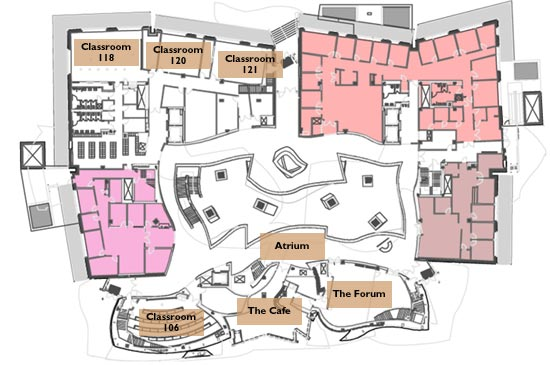 Classroom
118
Classroom
120
Classroom
121
Atrium
Classroom
106
The Cafe
The Forum